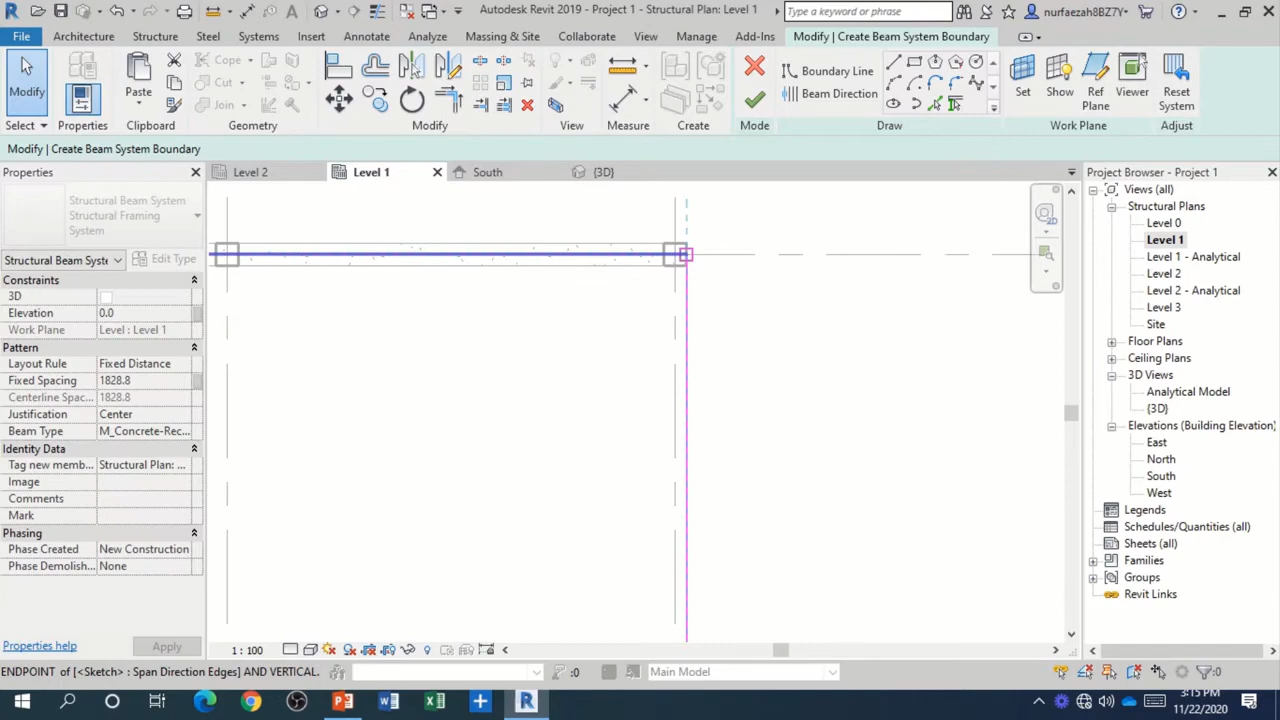 Autodesk Revit 2019 - Project 1 - Structural Plan: Level 1
Type a keyword or phrase
nurfaezah8BZ7Y
File Architecture Structure Steel Systems Insert Annotate Analyze Massing & Site Collaborate View Manage Add-Ins Modify | Create Beam System Boundary
Modify
Select
Properties
Paste
Clipboard
Cope
Cut
Join
Geometry
Modify
View
Measure
Create
Mode
Boundary Line
Beam Direction
Draw
Set
Show
Ref Plane
Viewer
Work Plane
Reset System
Adjust
Modify | Create Beam System Boundary
Properties
Structural Beam System
Structural Framing System
Structural Beam Syste
Edit Type
Constraints
3D
Elevation 0.0
Work Plane Level : Level 1
Pattern
Layout Rule Fixed Distance
Fixed Spacing 1828.8
Centerline Spac... 1828.8
Justification Center
Beam Type M_Concrete-Rec...
Identity Data
Tag new memb... Structural Plan: ...
Image
Comments
Mark
Phasing
Phase Created New Construction
Phase Demolish... None
Properties help
Apply
Level 2
Level 1
South
{3D}
2D
Project Browser - Project 1
Views (all)
Structural Plans
Level 0
Level 1
Level 1 - Analytical
Level 2
Level 2 - Analytical
Level 3
Site
Floor Plans
Ceiling Plans
3D Views
Analytical Model
{3D}
Elevations (Building Elevation)
East
North
South
West
Legends
Schedules/Quantities (all)
Sheets (all)
Families
Groups
Revit Links
1 : 100
ENDPOINT of [<Sketch> : Span Direction Edges] AND VERTICAL.
:0
Main Model
:0
3:15 PM
11/22/2020